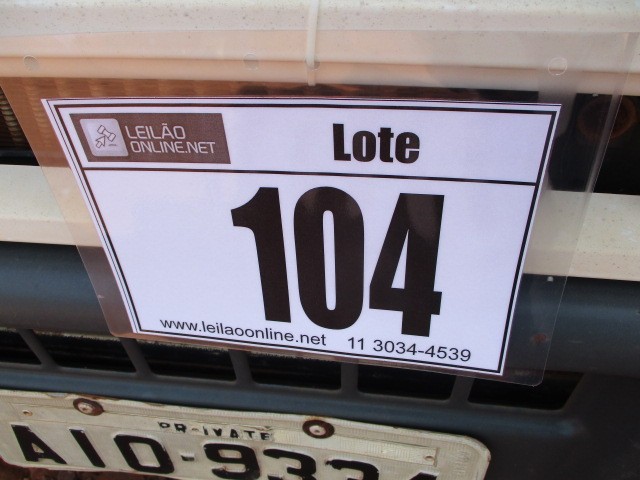 LEILÃO
ONLINE.NET
Lote
104
www.leilaoonline.net 11 3034-4539
PRIVATE